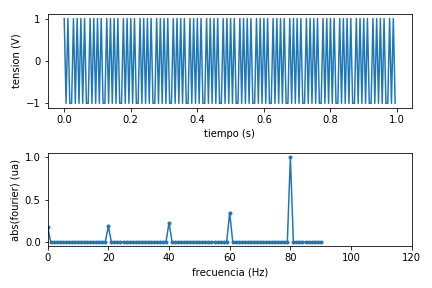 1
0
−1
tension (V)
0.0 0.2 0.4 0.6 0.8 1.0
tiempo (s)
1.0
0.5
0.0
abs(fourier) (ua)
0 20 40 60 80 100 120
frecuencia (Hz)